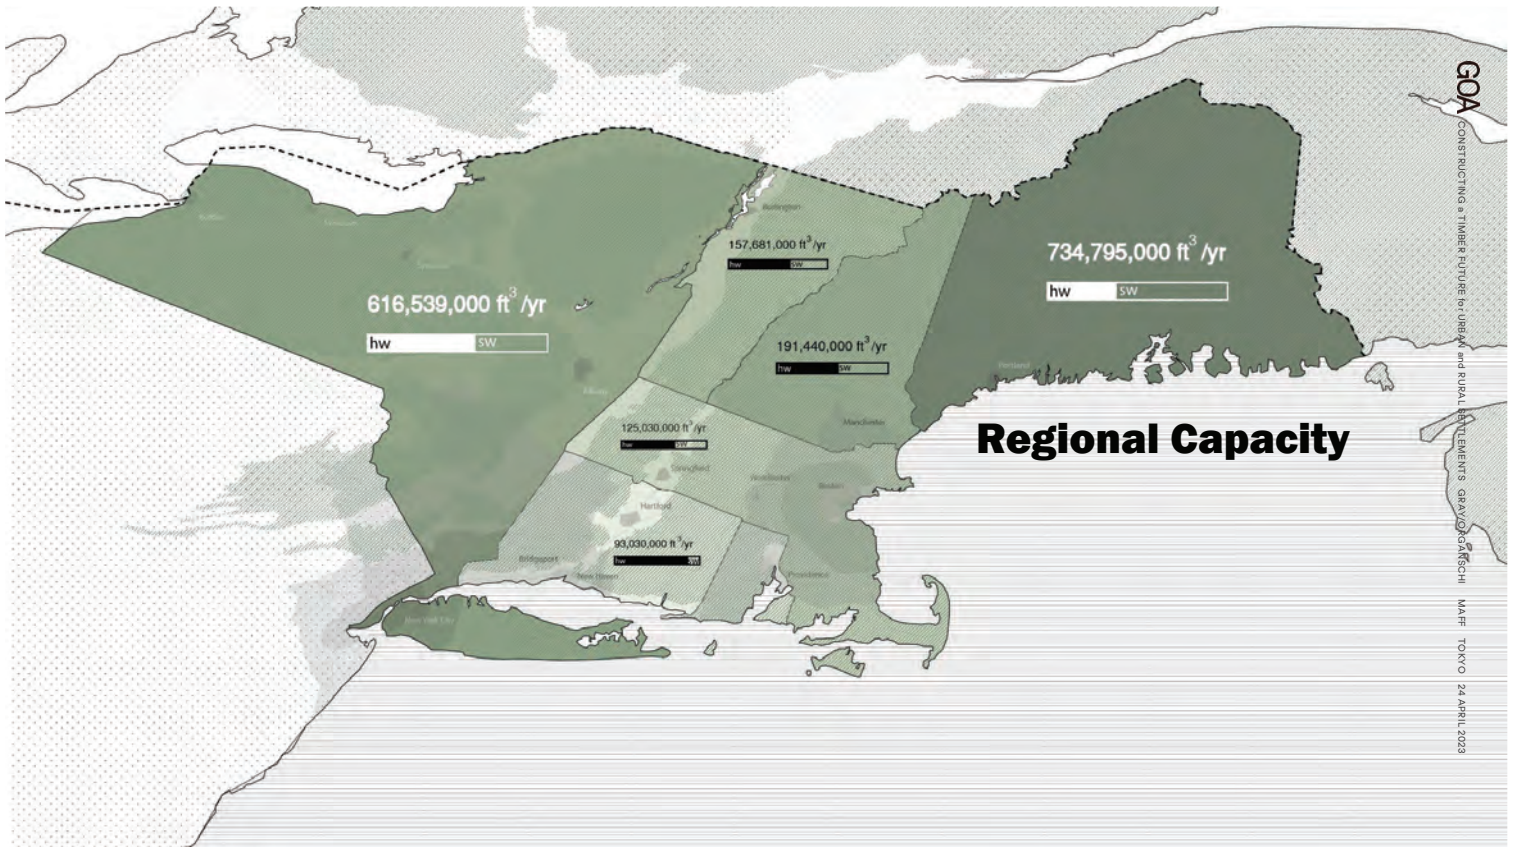 Burlington
157,681,000 ft³/yr
hw sw
734,795,000 ft³/yr
hw sw
616,539,000 ft³/yr
hw sw
191,440,000 ft³/yr
hw sw
Portland
Albany
Manchester
Regional Capacity
125,030,000 ft³/yr
hw sw
Springfield
Worcester
Boston
Hartford
93,030,000 ft³/yr
hw sw
Bridgeport
New Haven
Providence
New York City
GOA CONSTRUCTING a TIMBER FUTURE for URBAN and RURAL SETTLEMENTS GRAY/ORGANSCHI MAFF TOKYO 24 APRIL 2023